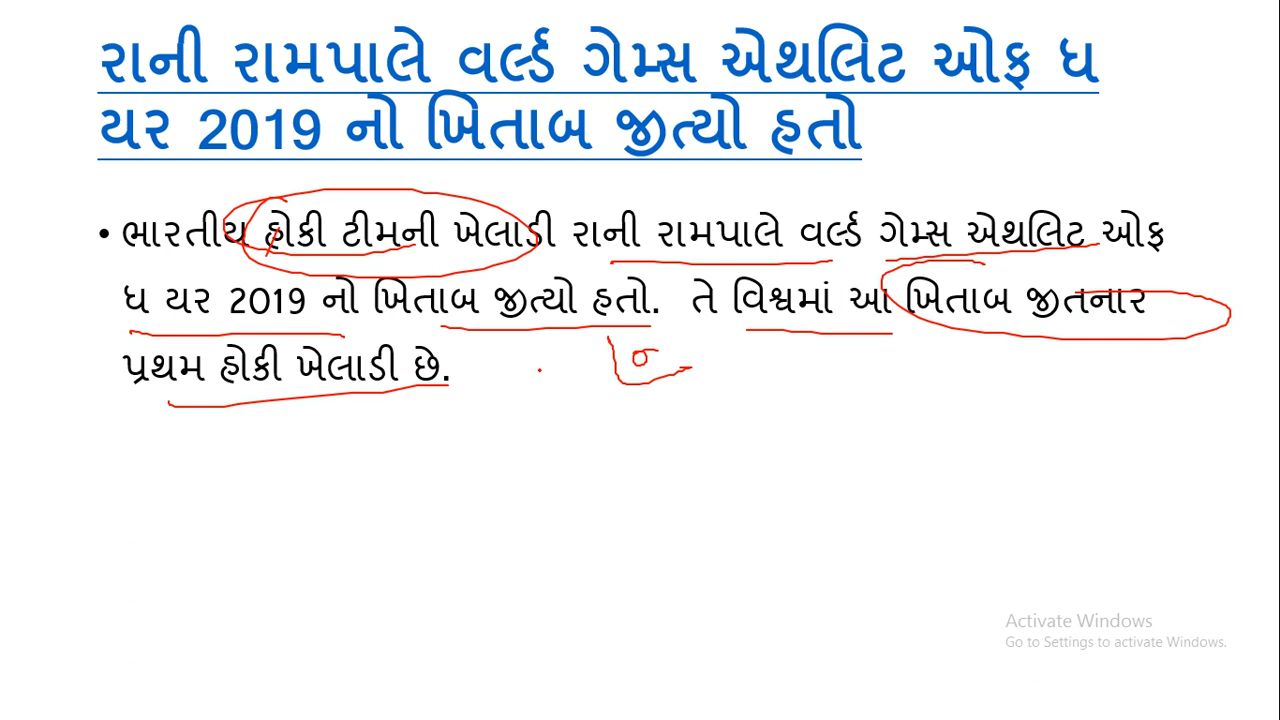 રાની રામપાલે વર્લ્ડ ગેમ્સ એથલિટ ઓફ ધ
યર 2019 નો ખિતાબ જીત્યો હતો
• ભારતીય હોકી ટીમની ખેલાડી રાની રામપાલે વર્લ્ડ ગેમ્સ એથલિટ ઓફ
ધ યર 2019 નો ખિતાબ જીત્યો હતો. તે વિશ્વમાં આ ખિતાબ જીતનાર
પ્રથમ હોકી ખેલાડી છે.
Activate Windows
Go to Settings to activate Windows.